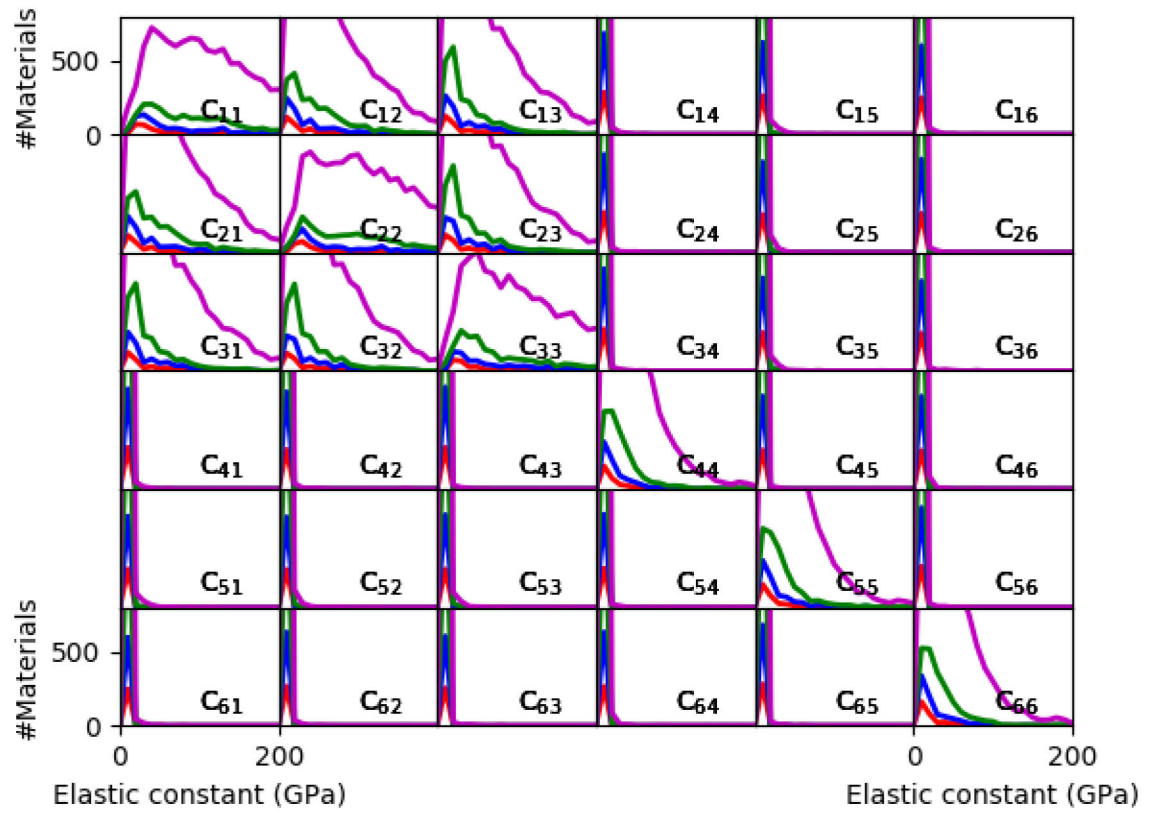 #Materials
500
0
C11 C12 C13 C14 C15 C16
C21 C22 C23 C24 C25 C26
C31 C32 C33 C34 C35 C36
C41 C42 C43 C44 C45 C46
C51 C52 C53 C54 C55 C56
#Materials
500
0
C61 C62 C63 C64 C65 C66
0 200 0 200
Elastic constant (GPa) Elastic constant (GPa)